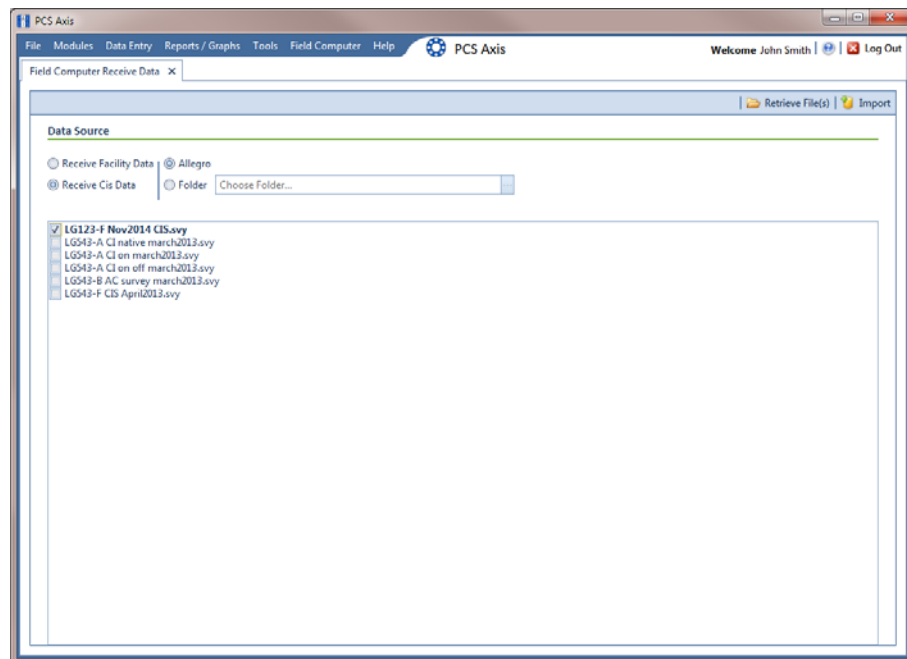 PCS Axis
File Modules Data Entry Reports / Graphs Tools Field Computer Help PCS Axis Welcome John Smith | | Log Out
Field Computer Receive Data X
| Retrieve File(s) | Import
Data Source
Receive Facility Data Allegro
Receive Cis Data Folder Choose Folder... ...
LG123-F Nov2014 CIS.svy
LG543-A CI native march2013.svy
LG543-A CI on march2013.svy
LG543-A CI on off march2013.svy
LG543-B AC survey march2013.svy
LG543-F CIS April2013.svy